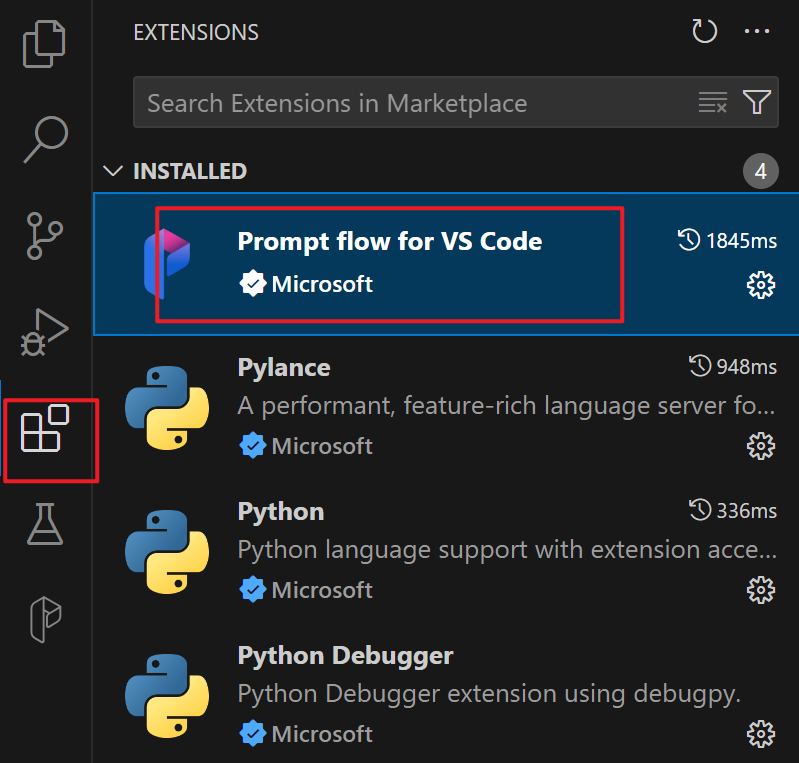 EXTENSIONS
Search Extensions in Marketplace
INSTALLED 4
Prompt flow for VS Code 1845ms
Microsoft
Pylance 948ms
A performant, feature-rich language server fo...
Microsoft
Python 336ms
Python language support with extension acce...
Microsoft
Python Debugger
Python Debugger extension using debugpy.
Microsoft